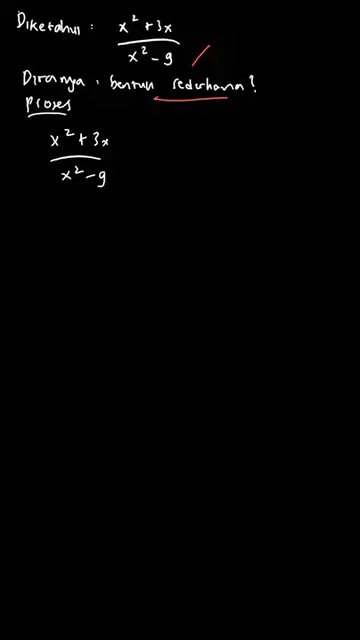 Diketahui : x² + 3x
x² - 9
Ditanya : bentuk sederhana ?
Proses
x² + 3x
x² - 9